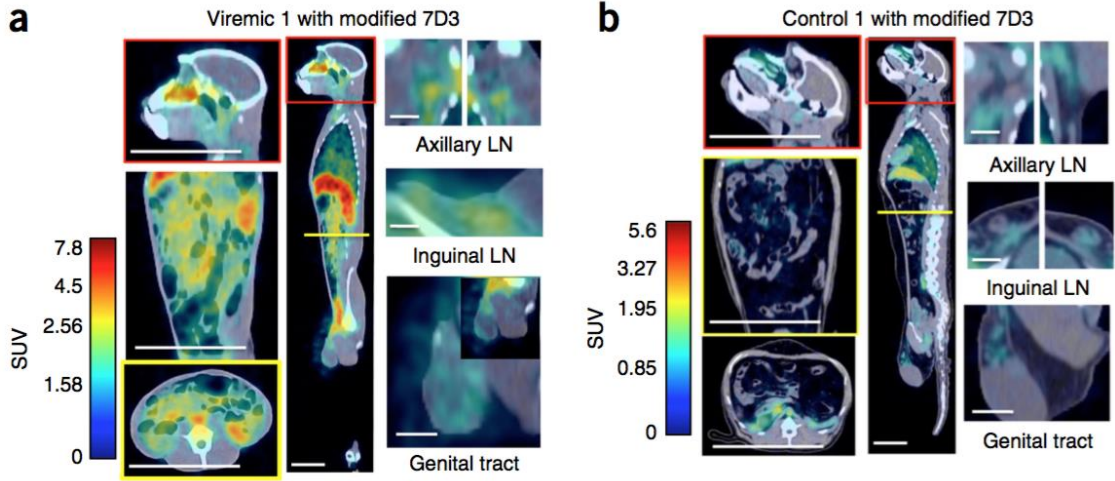 a
Viremic 1 with modified 7D3
Axillary LN
Inguinal LN
Genital tract
SUV
7.8
4.5
2.56
1.58
0
b
Control 1 with modified 7D3
Axillary LN
Inguinal LN
Genital tract
SUV
5.6
3.27
1.95
0.85
0